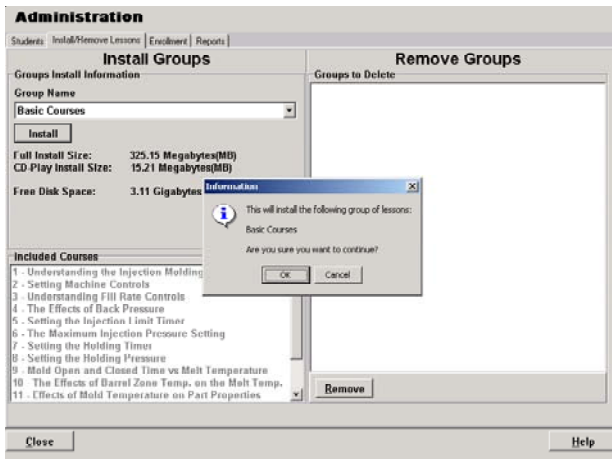 Administration
Students Install/Remove Lessons Enrollment Reports
Install Groups
Remove Groups
Groups Install Information
Groups to Delete
Group Name
Basic Courses
Install
Full Install Size: 325.15 Megabytes(MB)
CD-Play Install Size: 15.21 Megabytes(MB)
Free Disk Space: 3.11 Gigabytes
Information
This will install the following group of lessons:
Basic Courses
Are you sure you want to continue?
OK Cancel
Included Courses
1 - Understanding the Injection Molding
2 - Setting Machine Controls
3 - Understanding Fill Rate Controls
4 - The Effects of Back Pressure
5 - Setting the Injection Limit Timer
6 - The Maximum Injection Pressure Setting
7 - Setting the Holding Timer
8 - Setting the Holding Pressure
9 - Mold Open and Closed Time vs Melt Temperature
10 - The Effects of Barrel Zone Temp. on the Melt Temp.
11 - Effects of Mold Temperature on Part Properties
Remove
Close
Help